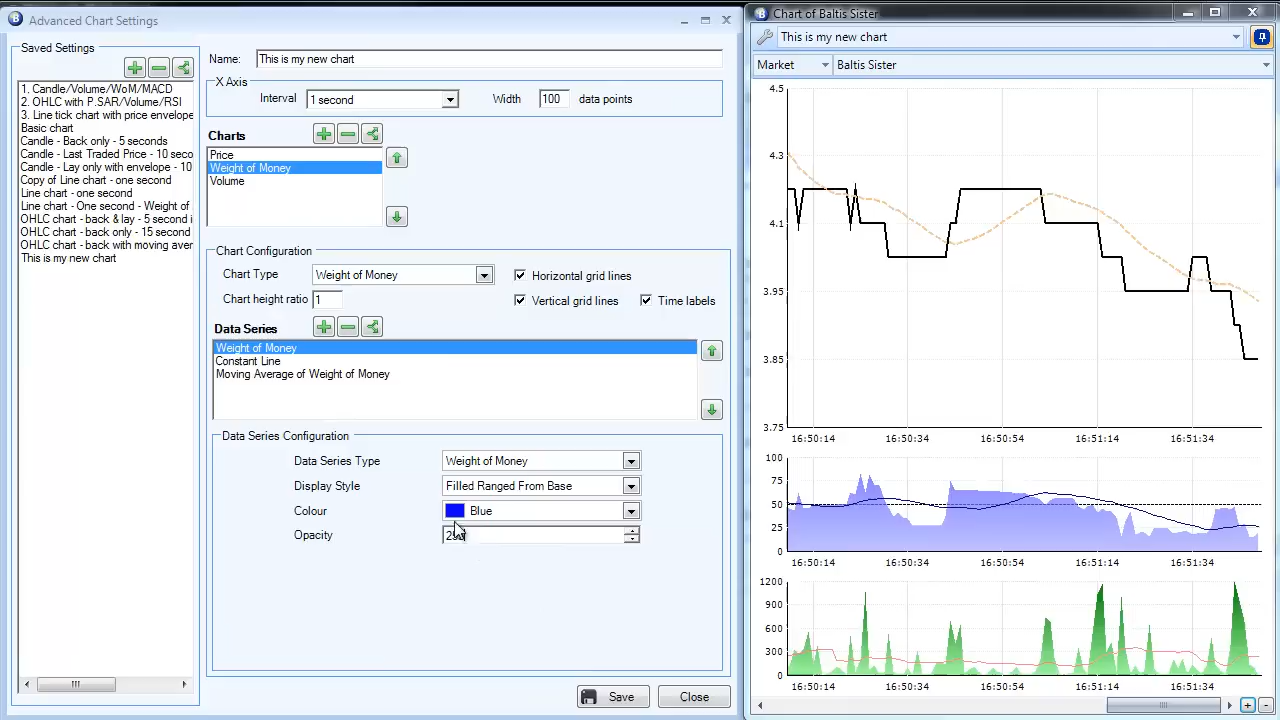 Advanced Chart Settings
Saved Settings
1. Candle/Volume/WoM/MACD
2. OHLC with P.SAR/Volume/RSI
3. Line tick chart with price envelope
Basic chart
Candle - Back only - 5 seconds
Candle - Last Traded Price - 10 seco
Candle - Lay only with envelope - 10
Copy of Line chart - one second
Line chart - one second
Line chart - One second - Weight of
OHLC chart - back & lay - 5 second i
OHLC chart - back only - 15 second
OHLC chart - back with moving aver
This is my new chart
Name:
This is my new chart
X Axis
Interval
1 second
Width
100
data points
Charts
Price
Weight of Money
Volume
Chart Configuration
Chart Type
Weight of Money
Horizontal grid lines
Chart height ratio
1
Vertical grid lines
Time labels
Data Series
Weight of Money
Constant Line
Moving Average of Weight of Money
Data Series Configuration
Data Series Type
Weight of Money
Display Style
Filled Ranged From Base
Colour
Blue
Opacity
Save
Close
Chart of Baltis Sister
This is my new chart
Market
Baltis Sister
4.5
4.3
4.1
3.95
3.85
3.75
16:50:14
16:50:34
16:50:54
16:51:14
16:51:34
100
75
50
25
0
16:50:14
16:50:34
16:50:54
16:51:14
16:51:34
1200
900
600
300
0
16:50:14
16:50:34
16:50:54
16:51:14
16:51:34